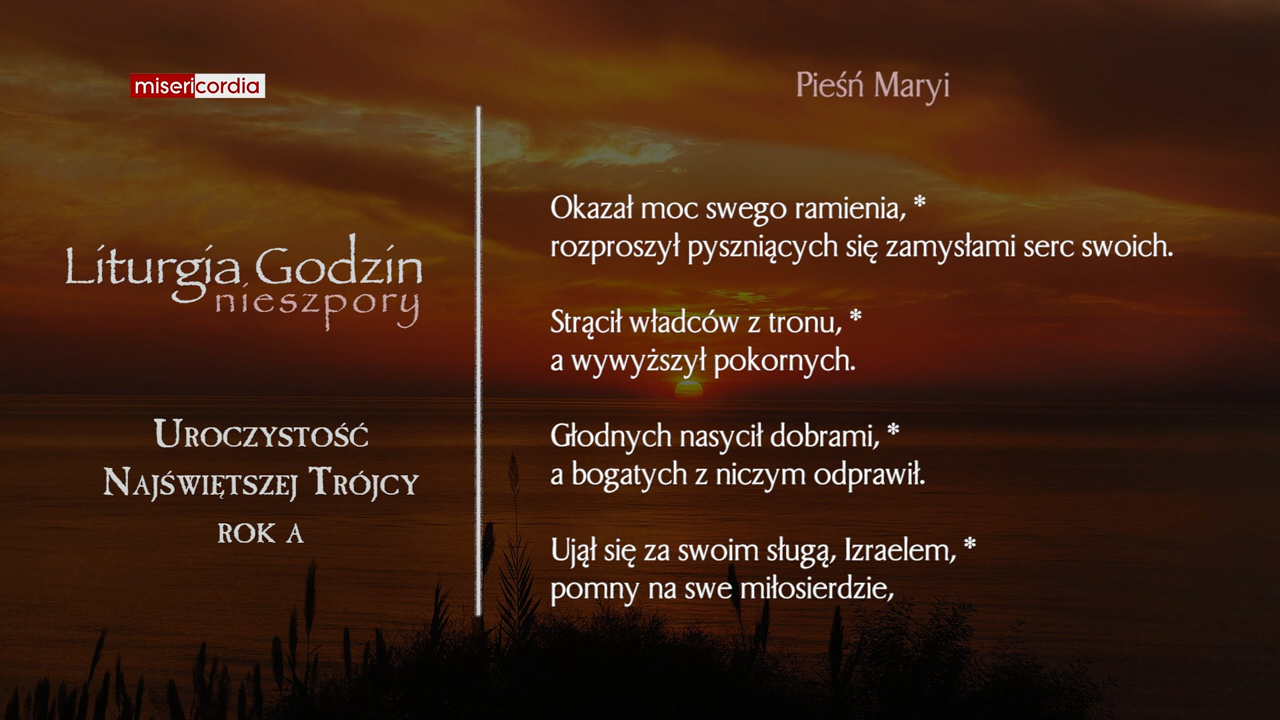 misericordia
Liturgia Godzin
nieszpory
Uroczystość
Najświętszej Trójcy
rok a
Pieśń Maryi
Okazał moc swego ramienia, *
rozproszył pyszniących się zamysłami serc swoich.
Strącił władców z tronu, *
a wywyższył pokornych.
Głodnych nasycił dobrami, *
a bogatych z niczym odprawił.
Ujął się za swoim sługą, Izraelem, *
pomny na swe miłosierdzie,